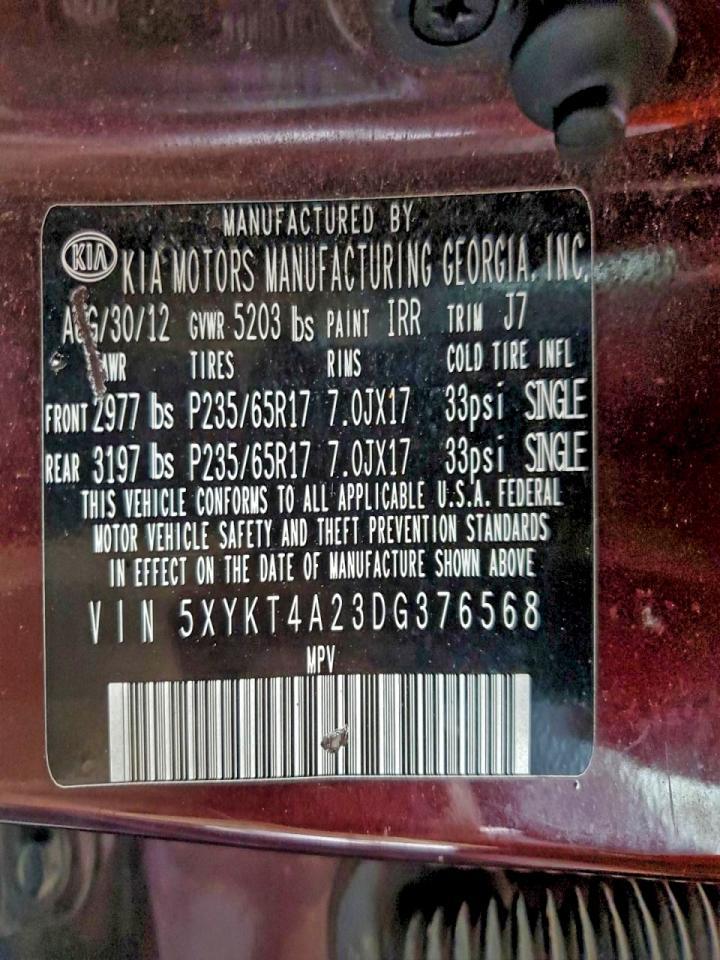 MANUFACTURED BY
KIA KIA MOTORS MANUFACTURING GEORGIA, INC.
AUG/30/12 GVWR 5203 lbs PAINT IRR TRIM J7
GAWR TIRES RIMS COLD TIRE INFL
FRONT 2977 lbs P235/65R17 7.0JX17 33psi SINGLE
REAR 3197 lbs P235/65R17 7.0JX17 33psi SINGLE
THIS VEHICLE CONFORMS TO ALL APPLICABLE U.S.A. FEDERAL
MOTOR VEHICLE SAFETY AND THEFT PREVENTION STANDARDS
IN EFFECT ON THE DATE OF MANUFACTURE SHOWN ABOVE
VIN 5XYKT4A23DG376568
MPV